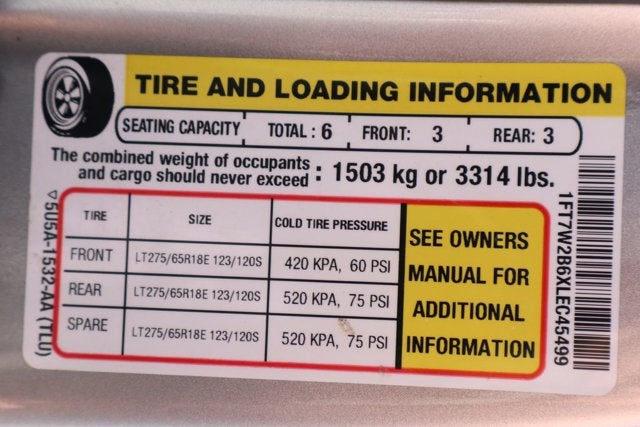 TIRE AND LOADING INFORMATION
SEATING CAPACITY TOTAL : 6 FRONT: 3 REAR: 3
The combined weight of occupants
and cargo should never exceed : 1503 kg or 3314 lbs.
TIRE SIZE COLD TIRE PRESSURE
FRONT LT275/65R18E 123/120S 420 KPA, 60 PSI
REAR LT275/65R18E 123/120S 520 KPA, 75 PSI
SPARE LT275/65R18E 123/120S 520 KPA, 75 PSI
SEE OWNERS
MANUAL FOR
ADDITIONAL
INFORMATION
5U5A-1532-AA (TLU)
1FT7W2B6XLEC45499